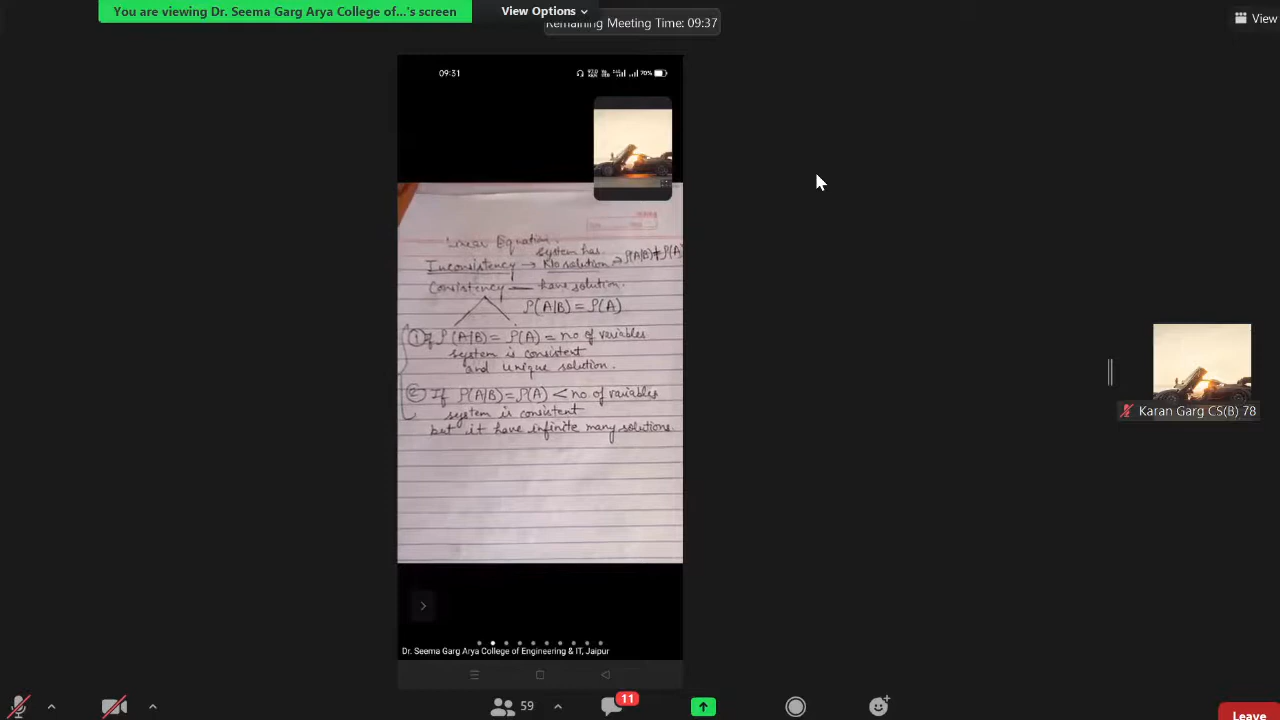 You are viewing Dr. Seema Garg Arya College of...'s screen
View Options
Remaining Meeting Time: 09:37
View
09:31
70%
Linear Equation.
system has
Inconsistency → No solution → ρ(A|B) ≠ ρ(A)
Consistency — have solution.
ρ(A|B) = ρ(A)
① If ρ(A|B) = ρ(A) = no of variables
system is consistent
and unique solution.
② If ρ(A|B) = ρ(A) < no. of variables
system is consistent
but it have infinite many solutions.
Karan Garg CS(B) 78
Dr. Seema Garg Arya College of Engineering & IT, Jaipur
59
11
Leave